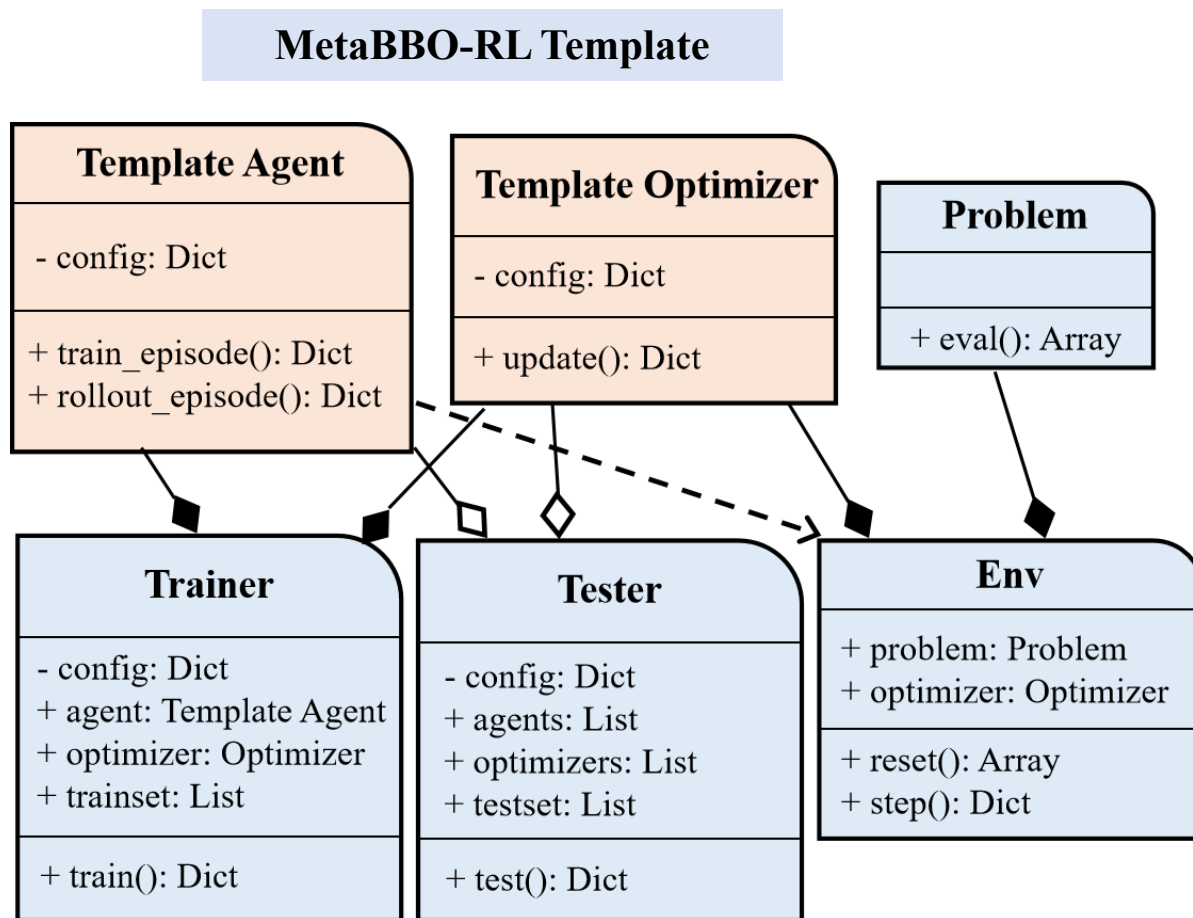 MetaBBO-RL Template
Template Agent
- config: Dict
+ train_episode(): Dict
+ rollout_episode(): Dict
Template Optimizer
- config: Dict
+ update(): Dict
Problem
+ eval(): Array
Trainer
- config: Dict
+ agent: Template Agent
+ optimizer: Optimizer
+ trainset: List
+ train(): Dict
Tester
- config: Dict
+ agents: List
+ optimizers: List
+ testset: List
+ test(): Dict
Env
+ problem: Problem
+ optimizer: Optimizer
+ reset(): Array
+ step(): Dict